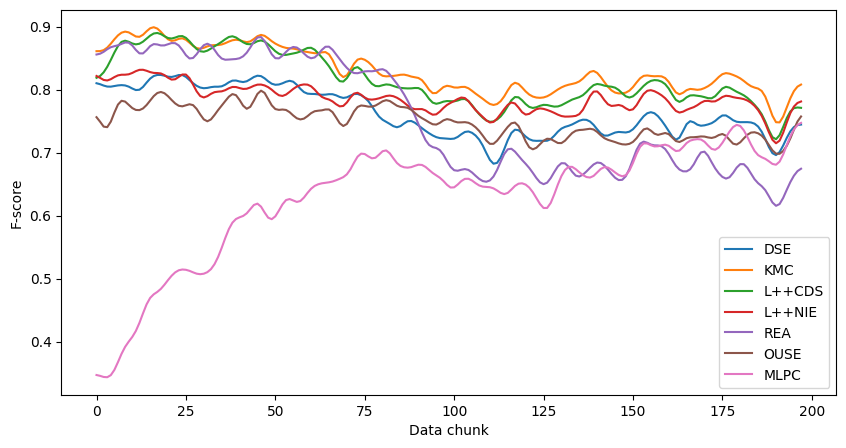 0.9
0.8
0.7
0.6
0.5
0.4
F-score
0
25
50
75
100
125
150
175
200
Data chunk
DSE
KMC
L++CDS
L++NIE
REA
OUSE
MLPC